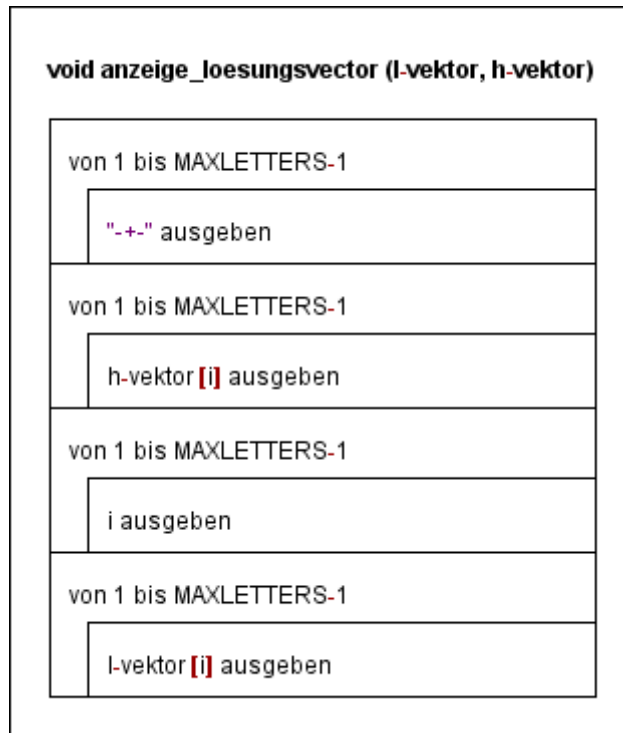 void anzeige_loesungsvector (l-vektor, h-vektor)
von 1 bis MAXLETTERS-1
"-+-" ausgeben
von 1 bis MAXLETTERS-1
h-vektor [i] ausgeben
von 1 bis MAXLETTERS-1
i ausgeben
von 1 bis MAXLETTERS-1
l-vektor [i] ausgeben